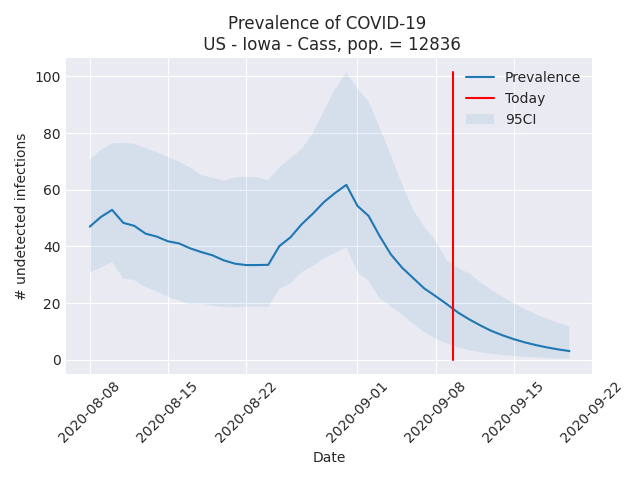 Prevalence of COVID-19
US - Iowa - Cass, pop. = 12836
# undetected infections
100
80
60
40
20
0
Prevalence
Today
95CI
2020-08-08
2020-08-15
2020-08-22
2020-09-01
2020-09-08
2020-09-15
2020-09-22
Date